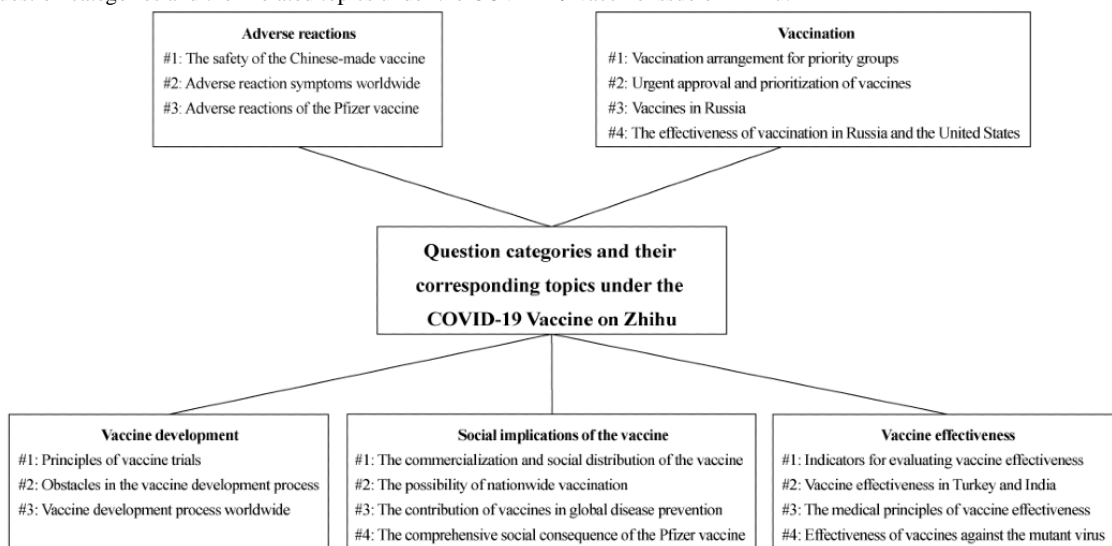 Adverse reactions
#1: The safety of the Chinese-made vaccine
#2: Adverse reaction symptoms worldwide
#3: Adverse reactions of the Pfizer vaccine
Vaccination
#1: Vaccination arrangement for priority groups
#2: Urgent approval and prioritization of vaccines
#3: Vaccines in Russia
#4: The effectiveness of vaccination in Russia and the United States
Question categories and their
corresponding topics under the
COVID-19 Vaccine on Zhihu
Vaccine development
#1: Principles of vaccine trials
#2: Obstacles in the vaccine development process
#3: Vaccine development process worldwide
Social implications of the vaccine
#1: The commercialization and social distribution of the vaccine
#2: The possibility of nationwide vaccination
#3: The contribution of vaccines in global disease prevention
#4: The comprehensive social consequence of the Pfizer vaccine
Vaccine effectiveness
#1: Indicators for evaluating vaccine effectiveness
#2: Vaccine effectiveness in Turkey and India
#3: The medical principles of vaccine effectiveness
#4: Effectiveness of vaccines against the mutant virus